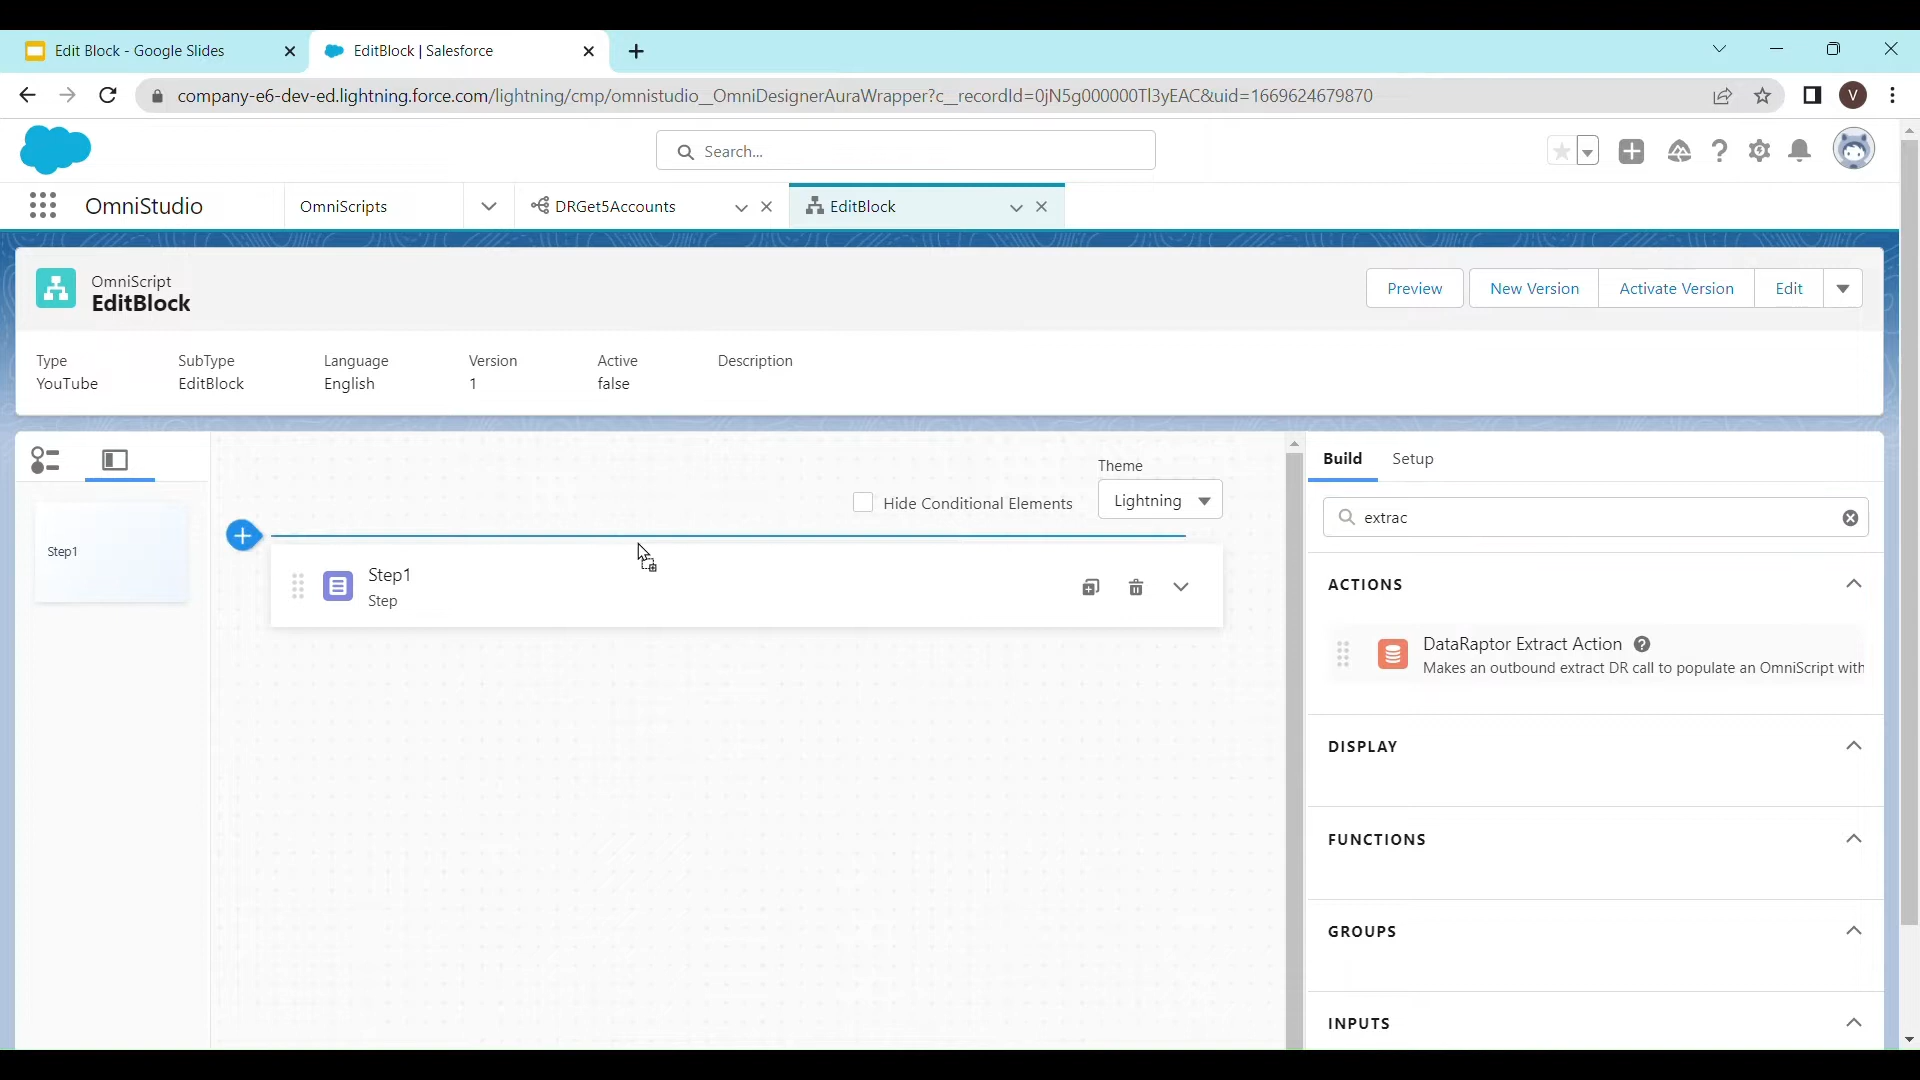 Edit Block - Google Slides
EditBlock | Salesforce
company-e6-dev-ed.lightning.force.com/lightning/cmp/omnistudio__OmniDesignerAuraWrapper?c__recordId=0jN5g000000Tl3yEAC&uid=1669624679870
V
Search...
OmniStudio
OmniScripts
DRGet5Accounts
EditBlock
OmniScript
EditBlock
Preview
New Version
Activate Version
Edit
Type
SubType
Language
Version
Active
Description
YouTube
EditBlock
English
1
false
Theme
Hide Conditional Elements
Lightning
Step1
Step1
Step
Build
Setup
extrac
ACTIONS
DataRaptor Extract Action
Makes an outbound extract DR call to populate an OmniScript with
DISPLAY
FUNCTIONS
GROUPS
INPUTS